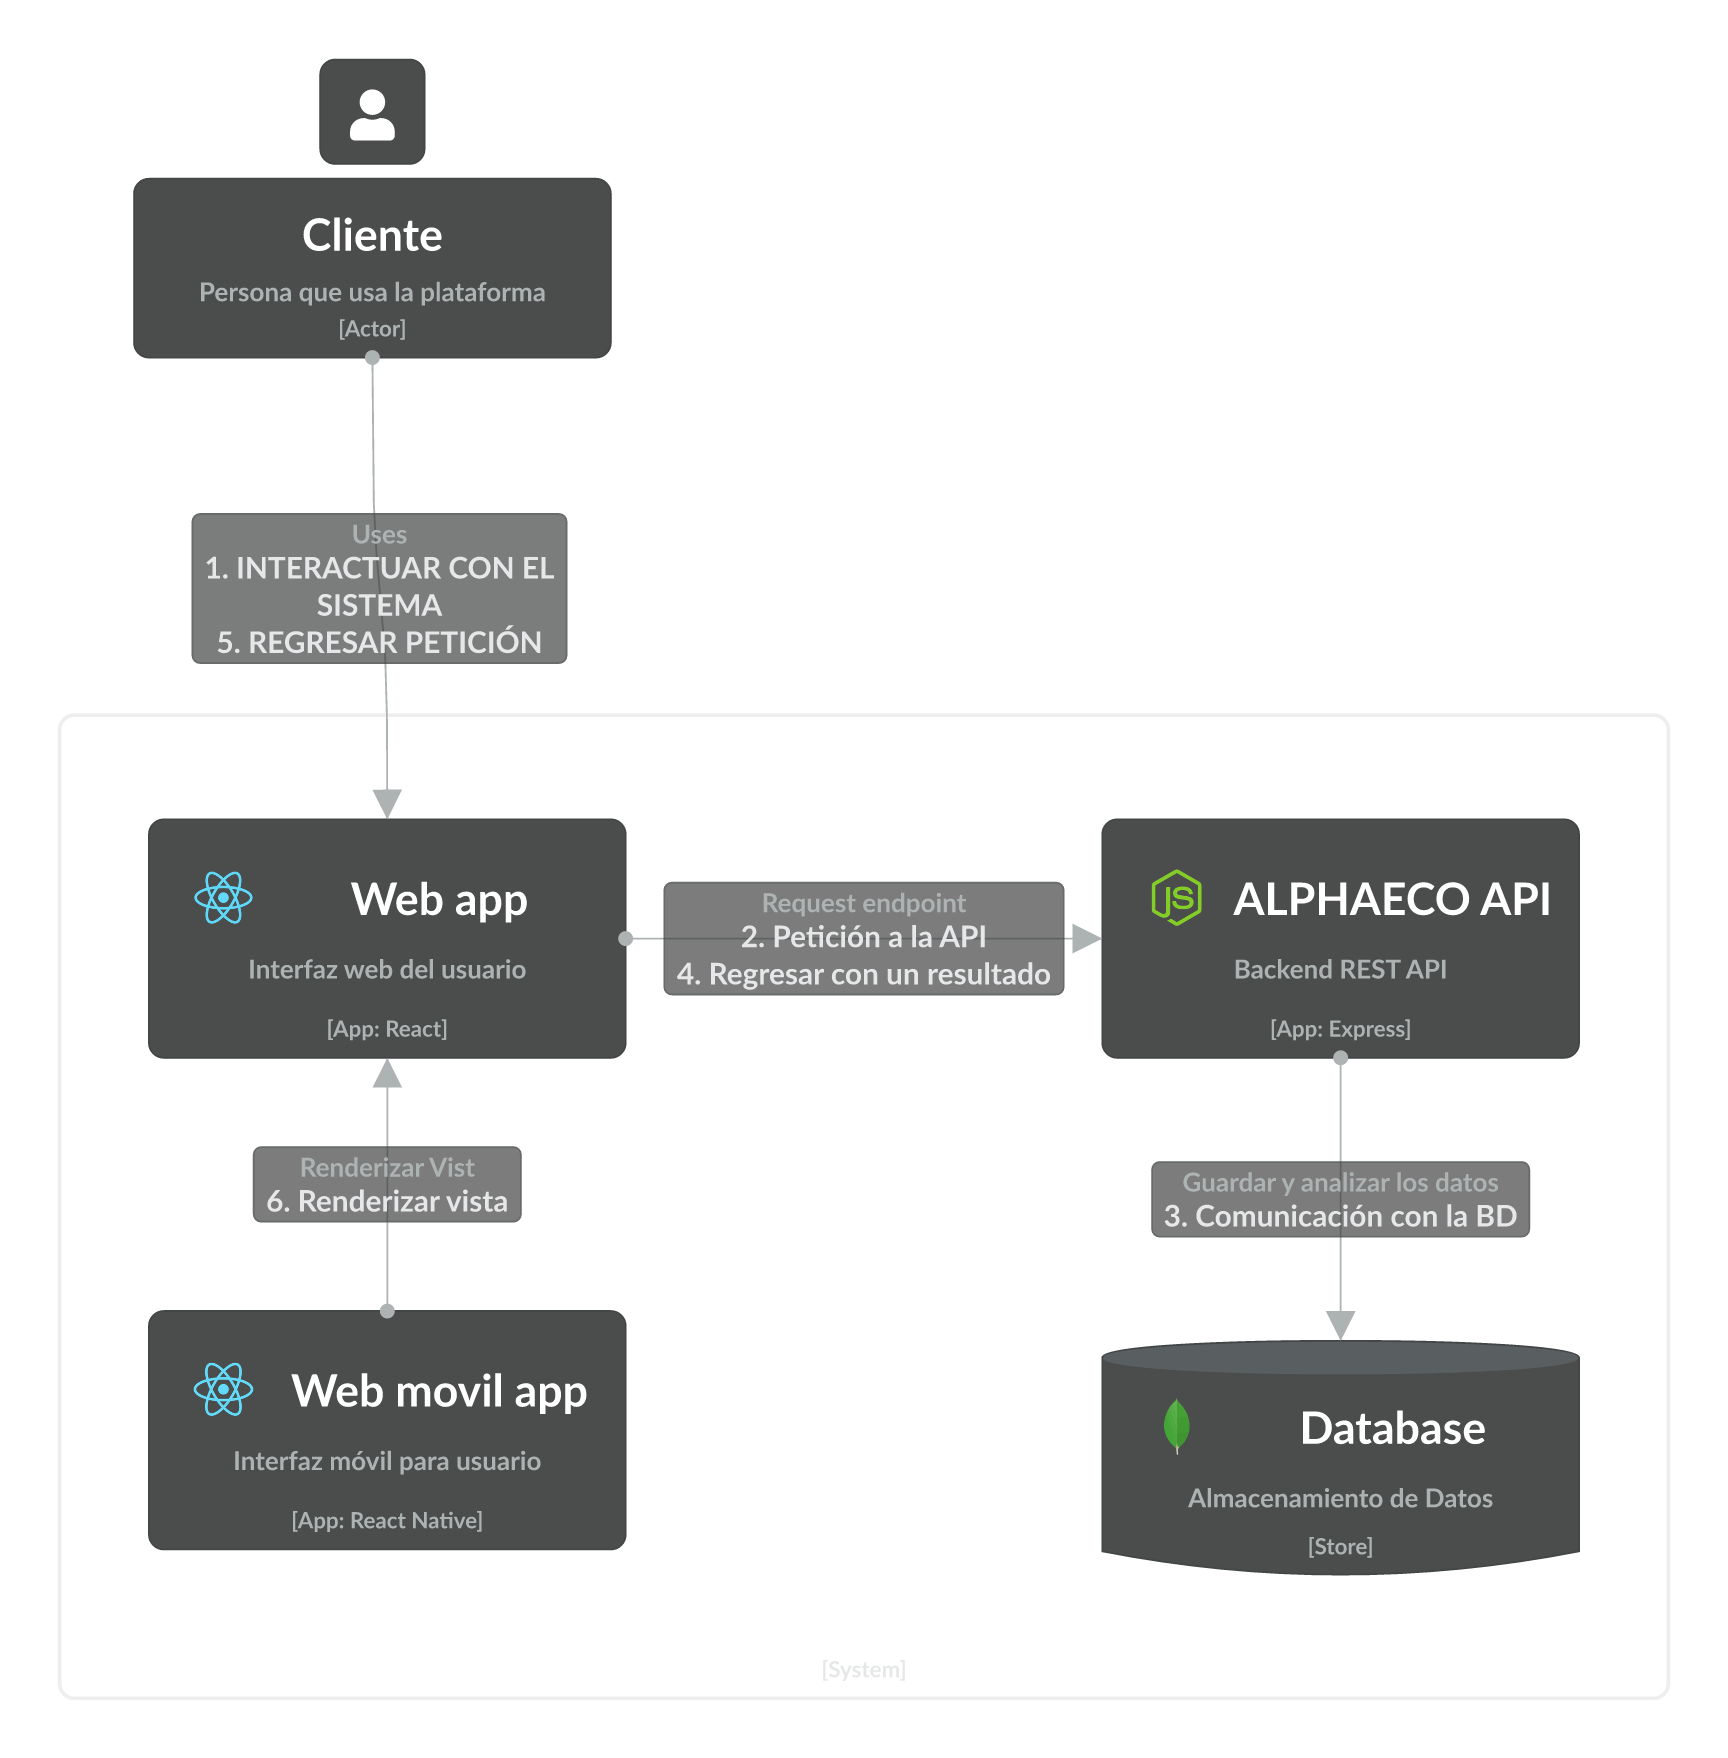 Cliente
Persona que usa la plataforma
[Actor]
Uses
1. INTERACTUAR CON EL
SISTEMA
5. REGRESAR PETICIÓN
Web app
Interfaz web del usuario
[App: React]
Request endpoint
2. Petición a la API
4. Regresar con un resultado
JS
ALPHAECO API
Backend REST API
[App: Express]
Renderizar Vist
6. Renderizar vista
Guardar y analizar los datos
3. Comunicación con la BD
Web movil app
Interfaz móvil para usuario
[App: React Native]
Database
Almacenamiento de Datos
[Store]
[System]